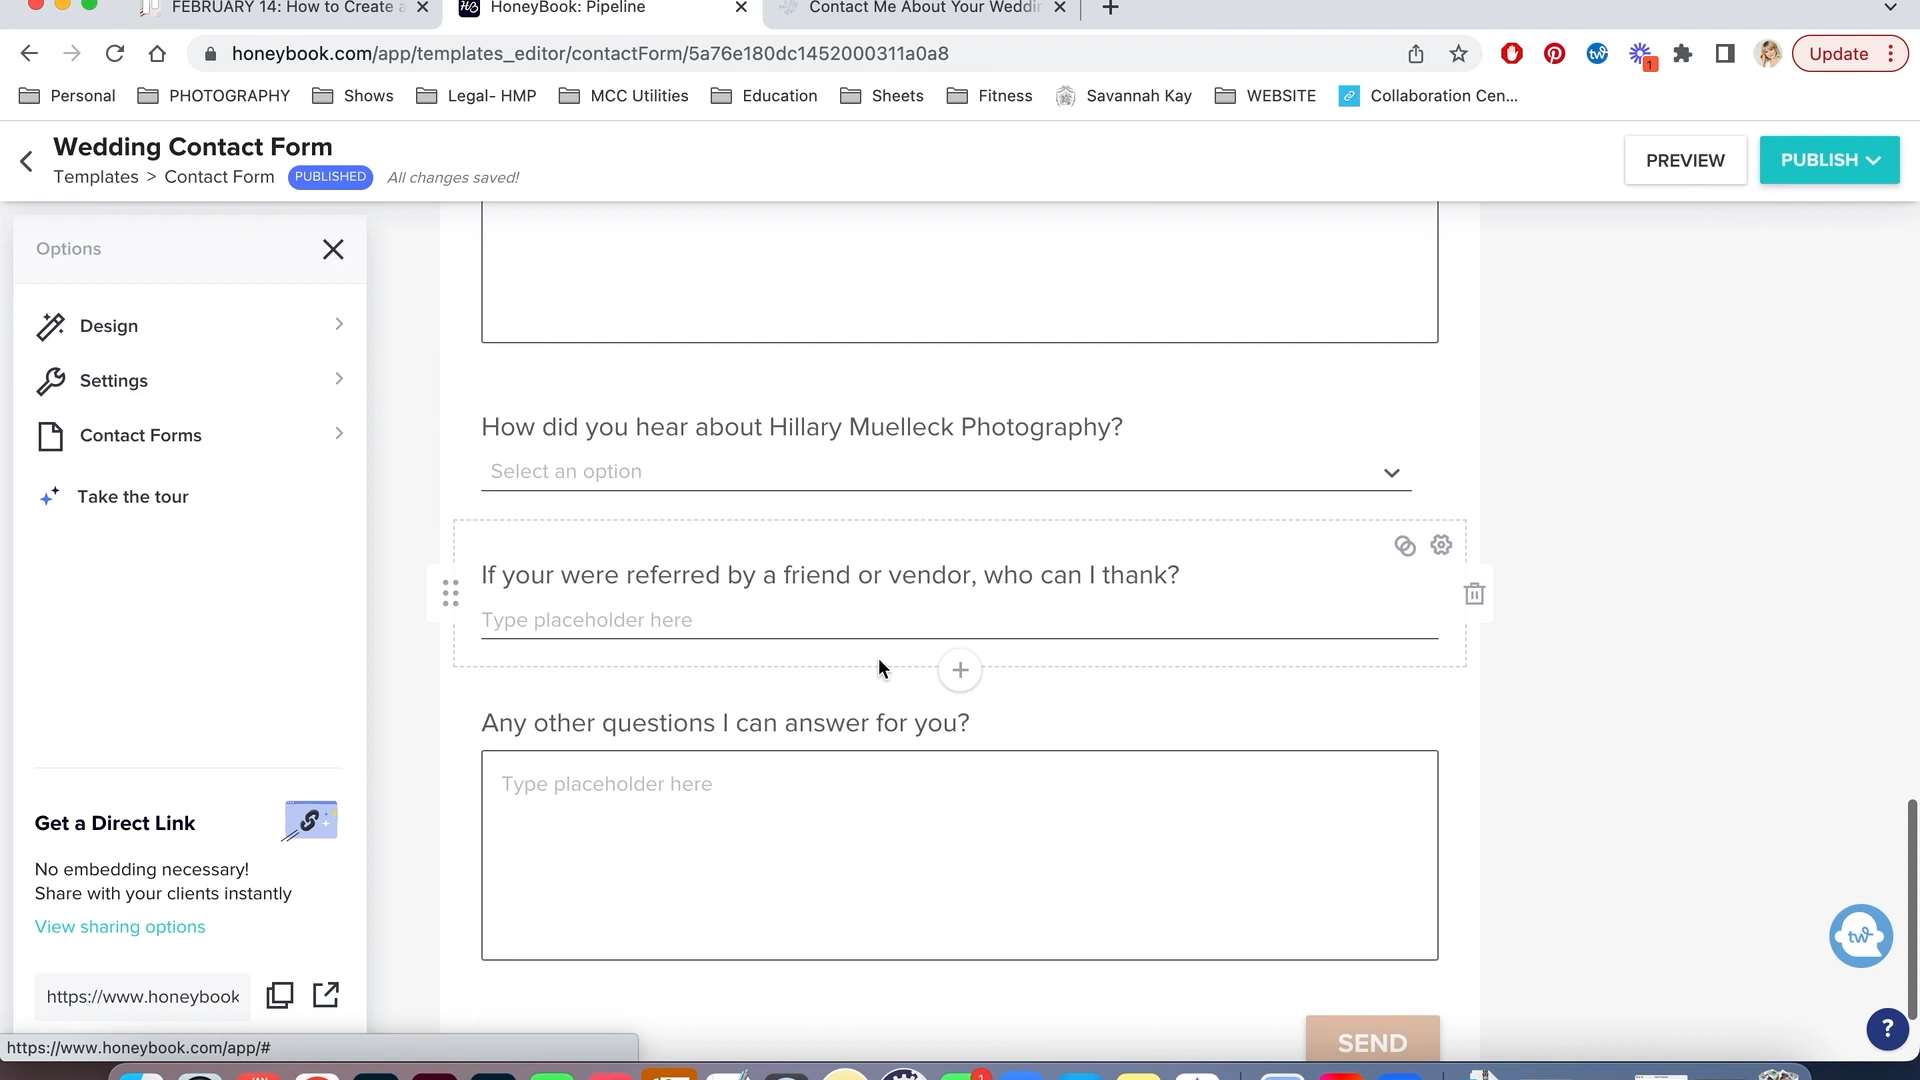 FEBRUARY 14: How to Create a
HoneyBook: Pipeline
Contact Me About Your Weddin
honeybook.com/app/templates_editor/contactForm/5a76e180dc1452000311a0a8
1
Update
Personal
PHOTOGRAPHY
Shows
Legal- HMP
MCC Utilities
Education
Sheets
Fitness
Savannah Kay
WEBSITE
Collaboration Cen...
Wedding Contact Form
Templates > Contact Form PUBLISHED All changes saved!
PREVIEW
PUBLISH
Options
Design
Settings
Contact Forms
Take the tour
Get a Direct Link
No embedding necessary!
Share with your clients instantly
View sharing options
https://www.honeybook
https://www.honeybook.com/app/#
How did you hear about Hillary Muelleck Photography?
Select an option
If your were referred by a friend or vendor, who can I thank?
Type placeholder here
Any other questions I can answer for you?
Type placeholder here
SEND
tw
?